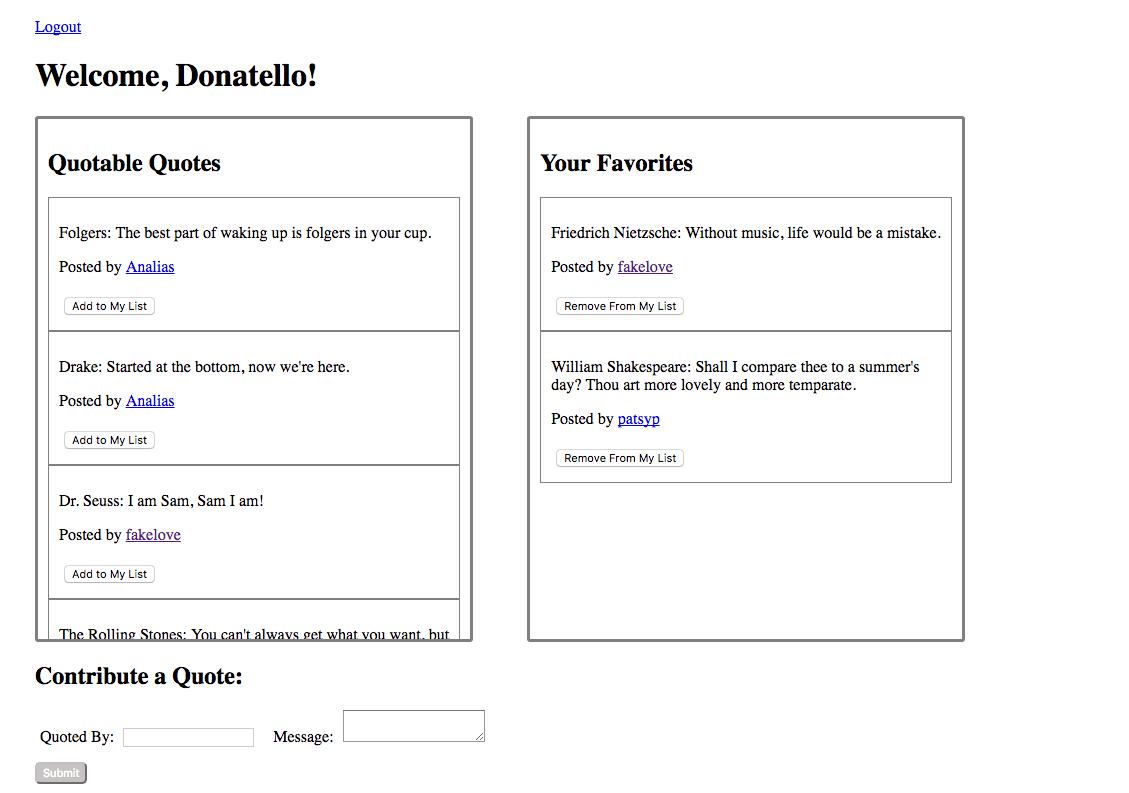 Logout
Welcome, Donatello!
Quotable Quotes
Folgers: The best part of waking up is folgers in your cup.
Posted by Analias
Add to My List
Drake: Started at the bottom, now we're here.
Posted by Analias
Add to My List
Dr. Seuss: I am Sam, Sam I am!
Posted by fakelove
Add to My List
The Rolling Stones: You can't always get what you want, but
Your Favorites
Friedrich Nietzsche: Without music, life would be a mistake.
Posted by fakelove
Remove From My List
William Shakespeare: Shall I compare thee to a summer's
day? Thou art more lovely and more temparate.
Posted by patsyp
Remove From My List
Contribute a Quote:
Quoted By: Message:
Submit